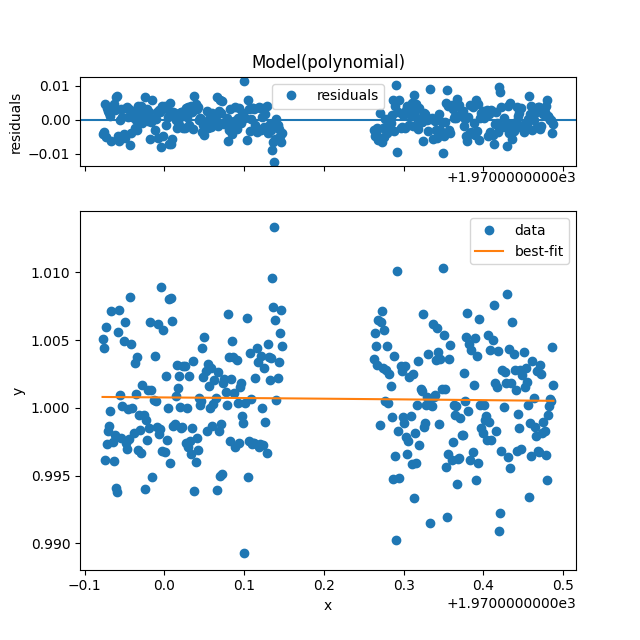 Model(polynomial)
residuals
0.01
0.00
−0.01
residuals
+1.9700000000e3
y
1.010
1.005
1.000
0.995
0.990
data
best-fit
−0.1
0.0
0.1
0.2
0.3
0.4
0.5
x
+1.9700000000e3